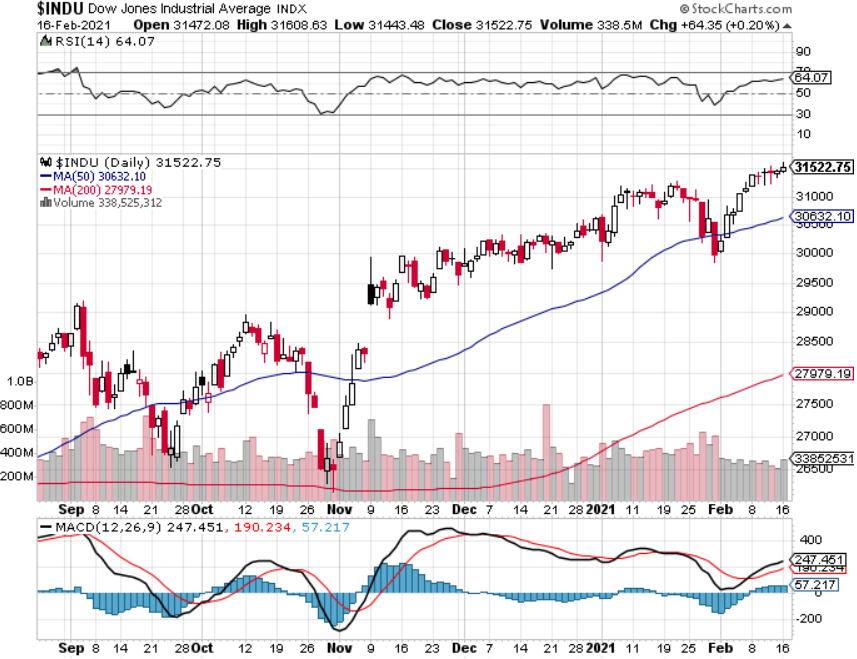 $INDU Dow Jones Industrial Average INDX
© StockCharts.com
16-Feb-2021 Open 31472.08 High 31608.63 Low 31443.48 Close 31522.75 Volume 338.5M Chg +64.35 (+0.20%)
RSI(14) 64.07
90
70
64.07
50
30
10
$INDU (Daily) 31522.75
MA(50) 30632.10
MA(200) 27979.19
Volume 338,525,312
31522.75
31000
30632.10
30500
30000
29500
29000
28500
27979.19
27500
27000
33852531
26500
1.0B
800M
600M
400M
200M
Sep 8 14 21 28 Oct 12 19 26 Nov 9 16 23 Dec 7 14 21 28 2021 11 19 25 Feb 8 16
MACD(12,26,9) 247.451, 190.234, 57.217
400
247.451
190.234
57.217
0
-200
Sep 8 14 21 28 Oct 12 19 26 Nov 9 16 23 Dec 7 14 21 28 2021 11 19 25 Feb 8 16